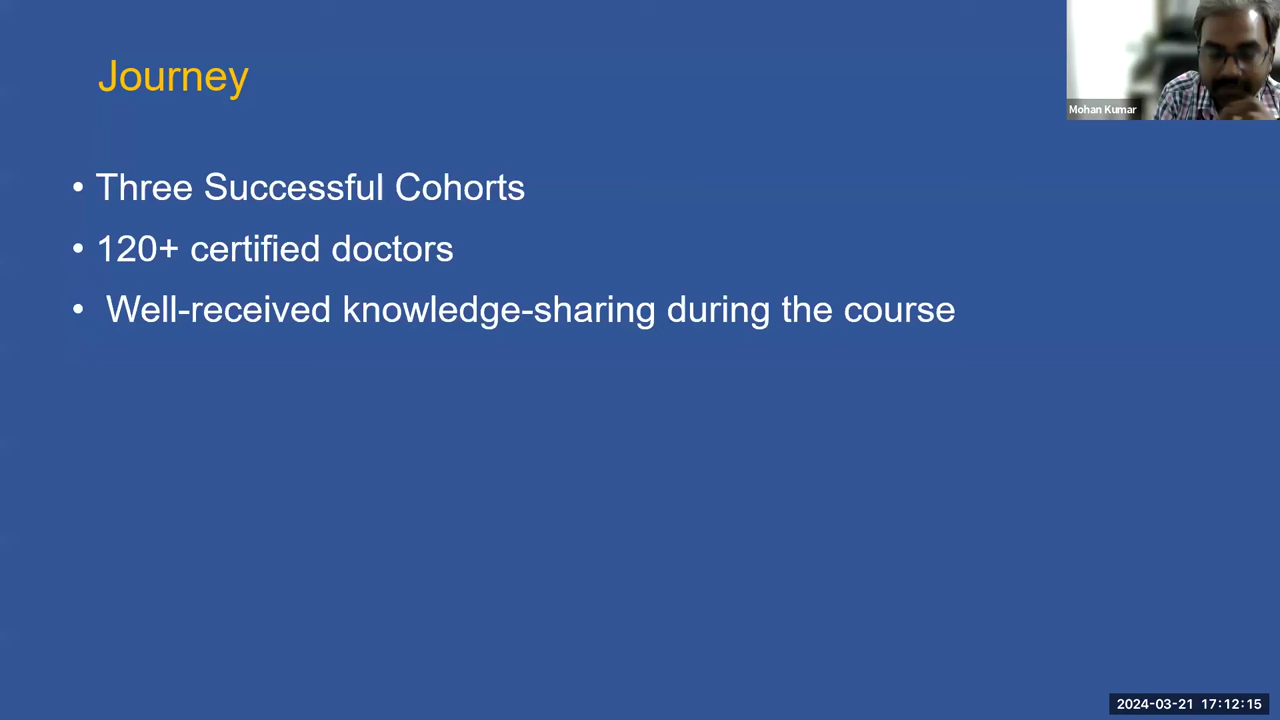 Journey
Mohan Kumar
• Three Successful Cohorts
• 120+ certified doctors
• Well-received knowledge-sharing during the course
2024-03-21 17:12:15